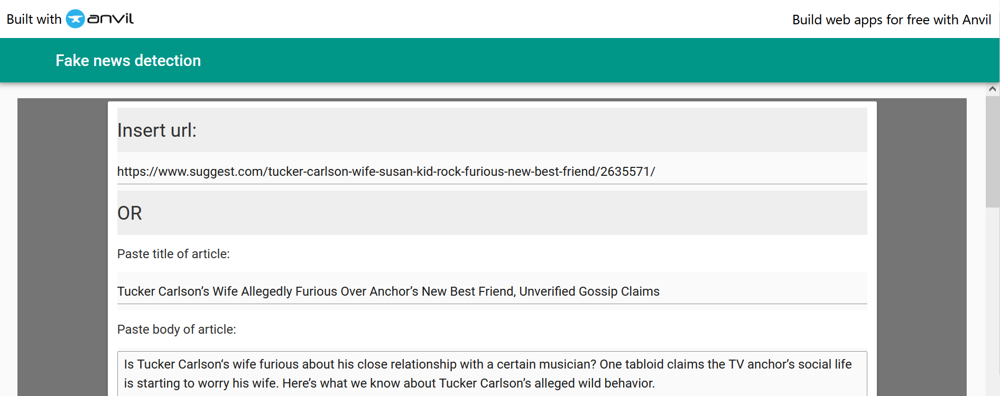 Built with anvil
Build web apps for free with Anvil
Fake news detection
Insert url:
https://www.suggest.com/tucker-carlson-wife-susan-kid-rock-furious-new-best-friend/2635571/
OR
Paste title of article:
Tucker Carlson’s Wife Allegedly Furious Over Anchor’s New Best Friend, Unverified Gossip Claims
Paste body of article:
Is Tucker Carlson‘s wife furious about his close relationship with a certain musician? One tabloid claims the TV anchor’s social life
is starting to worry his wife. Here’s what we know about Tucker Carlson’s alleged wild behavior.